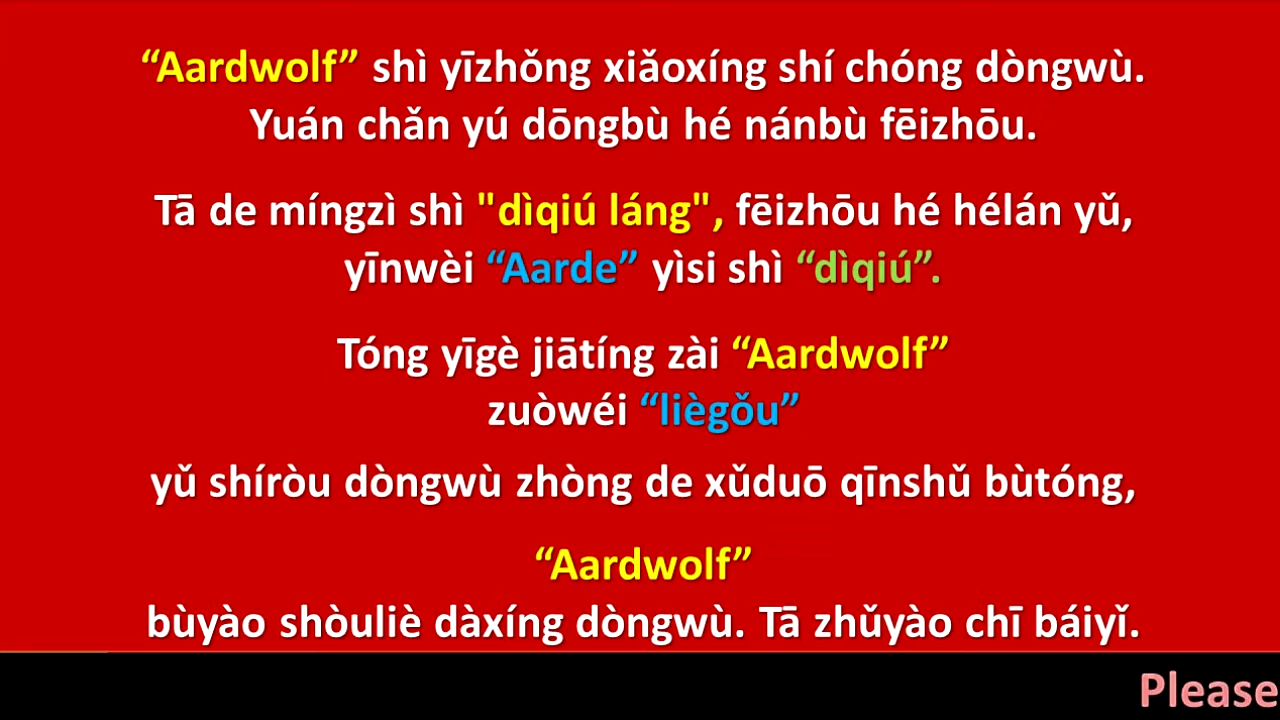 “Aardwolf” shì yīzhǒng xiǎoxíng shí chóng dòngwù.
Yuán chǎn yú dōngbù hé nánbù fēizhōu.
Tā de míngzì shì "dìqiú láng", fēizhōu hé hélán yǔ,
yīnwèi “Aarde” yìsi shì “dìqiú”.
Tóng yīgè jiātíng zài “Aardwolf”
zuòwéi “liègǒu”
yǔ shíròu dòngwù zhòng de xǔduō qīnshǔ bùtóng,
“Aardwolf”
bùyào shòuliè dàxíng dòngwù. Tā zhǔyào chī báiyǐ.
Please